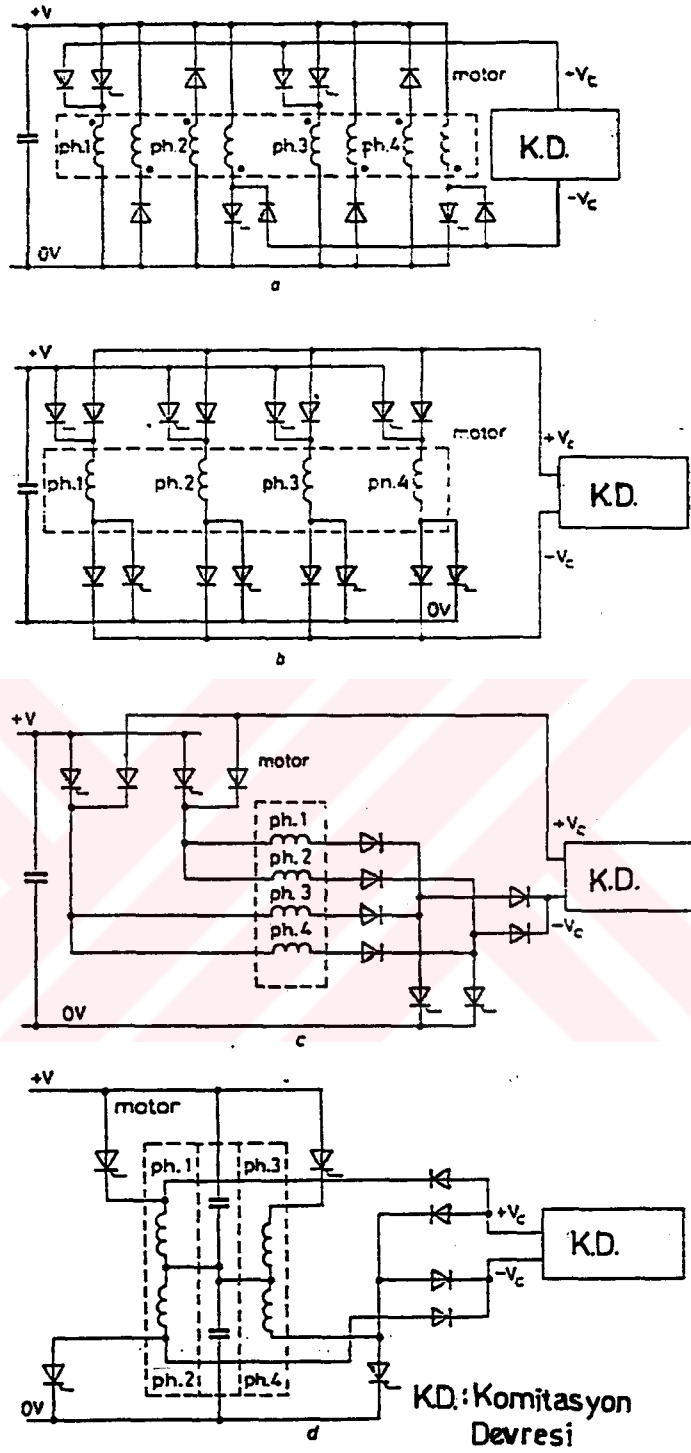 +V
motor
+Vc
ph.1 ph.2 ph.3 ph.4
K.D.
-Vc
0V
a
+V
motor
+Vc
ph.1 ph.2 ph.3 ph.4
K.D.
-Vc
0V
b
+V
motor
ph.1
+Vc
ph.2
K.D.
ph.3
-Vc
ph.4
0V
c
+V
motor
ph.1 ph.3
+Vc
K.D.
-Vc
ph.2 ph.4
0V
d
K.D.: Komitasyon
Devresi